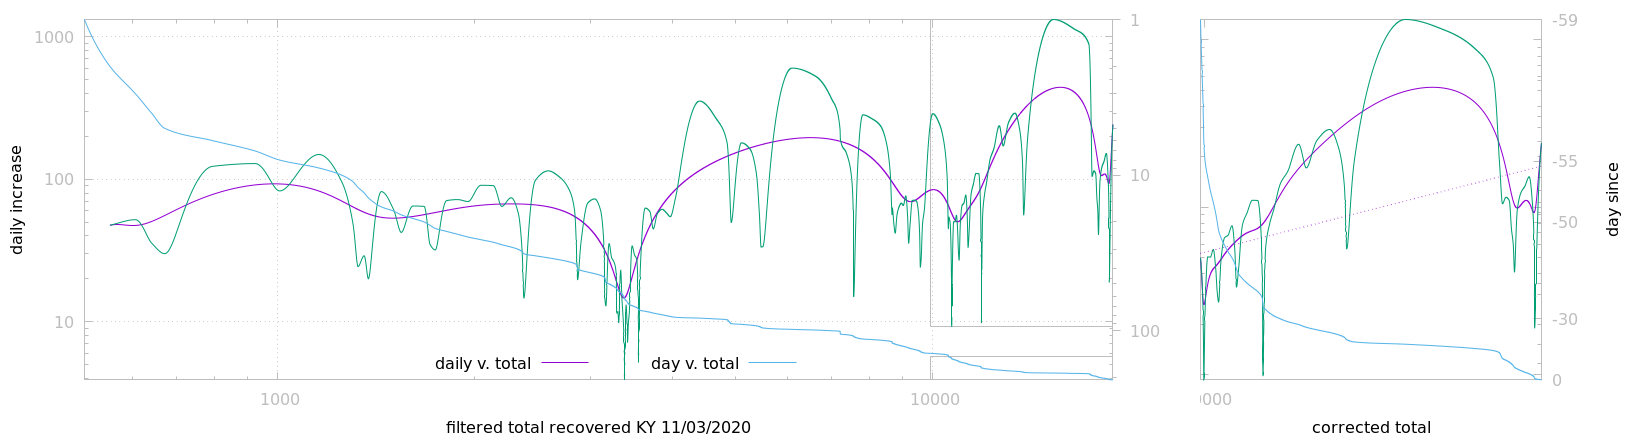 1000
100
10
daily increase
1
10
100
daily v. total
day v. total
1000
10000
filtered total recovered KY 11/03/2020
-59
-55
-50
-30
0
day since
0000
corrected total